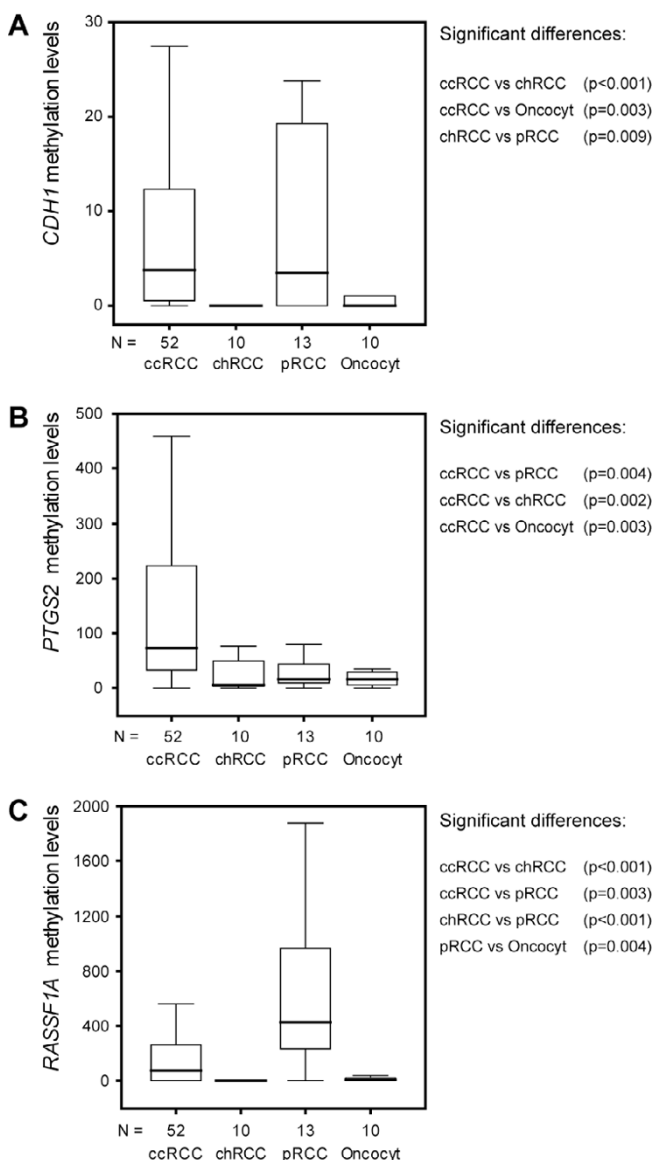 A
CDH1 methylation levels
30
20
10
0
N = 52 10 13 10
ccRCC chRCC pRCC Oncocyt
Significant differences:
ccRCC vs chRCC (p<0.001)
ccRCC vs Oncocyt (p=0.003)
chRCC vs pRCC (p=0.009)
B
PTGS2 methylation levels
500
400
300
200
100
0
N = 52 10 13 10
ccRCC chRCC pRCC Oncocyt
Significant differences:
ccRCC vs pRCC (p=0.004)
ccRCC vs chRCC (p=0.002)
ccRCC vs Oncocyt (p=0.003)
C
RASSF1A methylation levels
2000
1600
1200
800
400
0
N = 52 10 13 10
ccRCC chRCC pRCC Oncocyt
Significant differences:
ccRCC vs chRCC (p<0.001)
ccRCC vs pRCC (p=0.003)
chRCC vs pRCC (p<0.001)
pRCC vs Oncocyt (p=0.004)